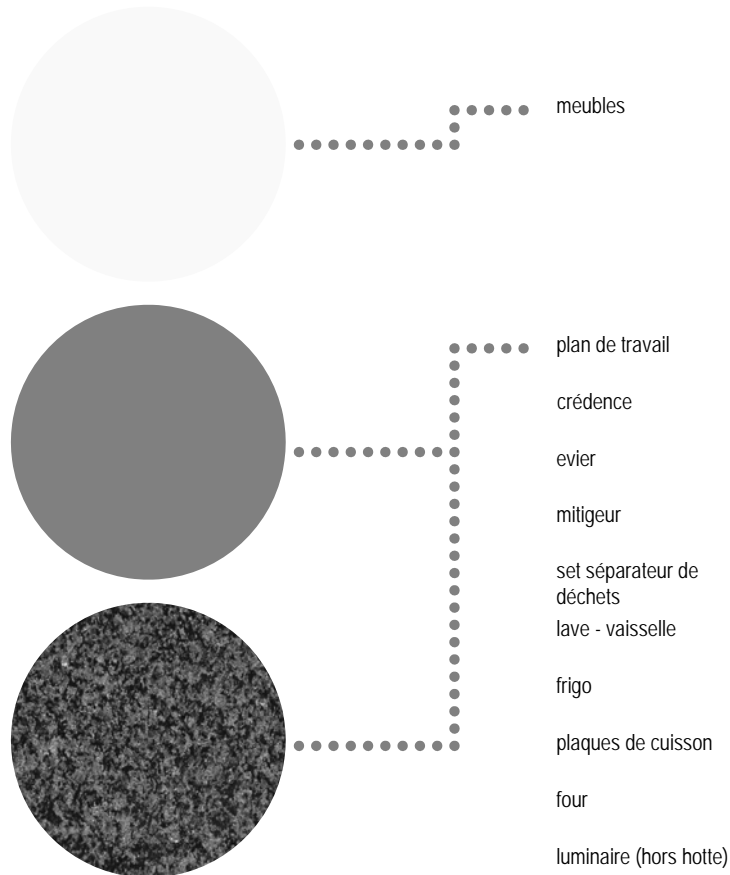 meubles
plan de travail
crédence
evier
mitigeur
set séparateur de
déchets
lave - vaisselle
frigo
plaques de cuisson
four
luminaire (hors hotte)